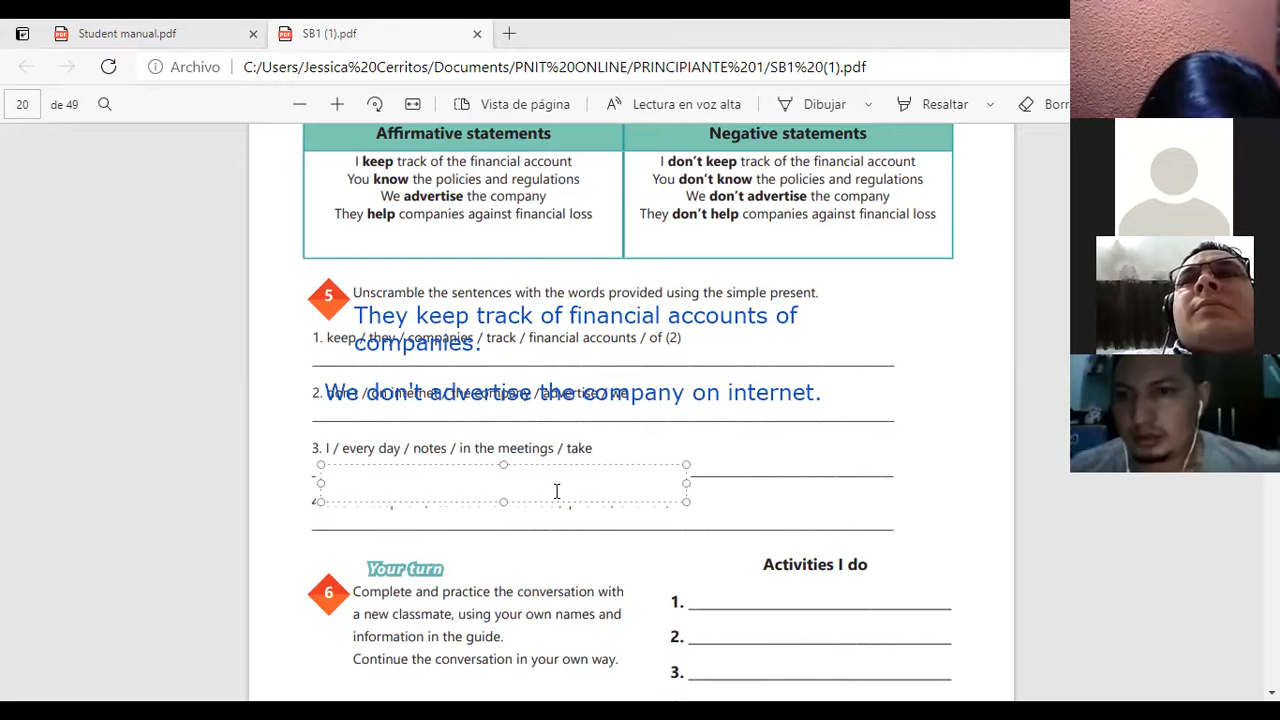 Student manual.pdf
SB1 (1).pdf
Archivo
C:/Users/Jessica%20Cerritos/Documents/PNIT%20ONLINE/PRINCIPIANTE%201/SB1%20(1).pdf
20
de 49
Vista de página
Lectura en voz alta
Dibujar
Resaltar
Borr
Affirmative statements
I keep track of the financial account
You know the policies and regulations
We advertise the company
They help companies against financial loss
Negative statements
I don't keep track of the financial account
You don't know the policies and regulations
We don't advertise the company
They don't help companies against financial loss
5
Unscramble the sentences with the words provided using the simple present.
They keep track of financial accounts of
companies.
1. keep / they / companies / track / financial accounts / of (2)
We don't advertise the company on internet.
2. / on internet / the company / advertise / we
3. I / every day / notes / in the meetings / take
Your turn
6
Complete and practice the conversation with
a new classmate, using your own names and
information in the guide.
Continue the conversation in your own way.
Activities I do
1.
2.
3.